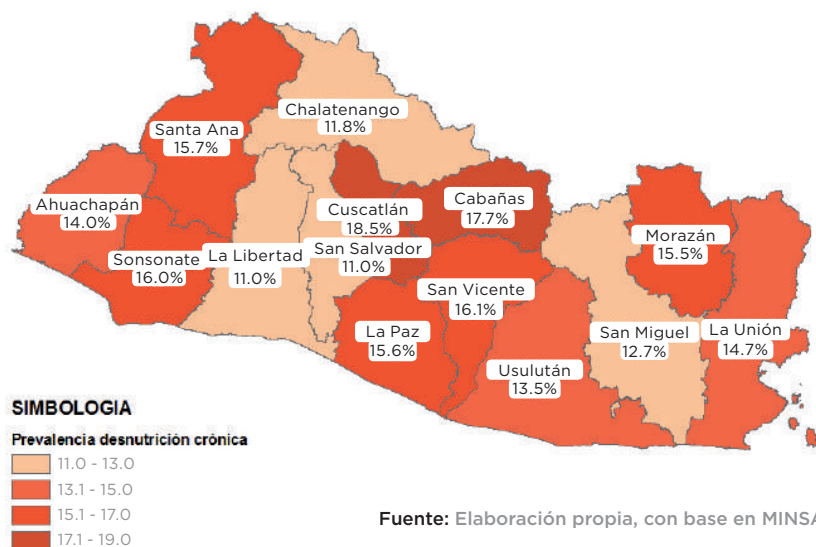 Chalatenango
11.8%
Santa Ana
15.7%
Ahuachapán
14.0%
Cuscatlán
18.5%
Cabañas
17.7%
Sonsonate
16.0%
La Libertad
11.0%
San Salvador
11.0%
Morazán
15.5%
San Vicente
16.1%
La Paz
15.6%
San Miguel
12.7%
La Unión
14.7%
Usulután
13.5%
SIMBOLOGIA
Prevalencia desnutrición crónica
11.0 - 13.0
13.1 - 15.0
15.1 - 17.0
17.1 - 19.0
Fuente: Elaboración propia, con base en MINSA